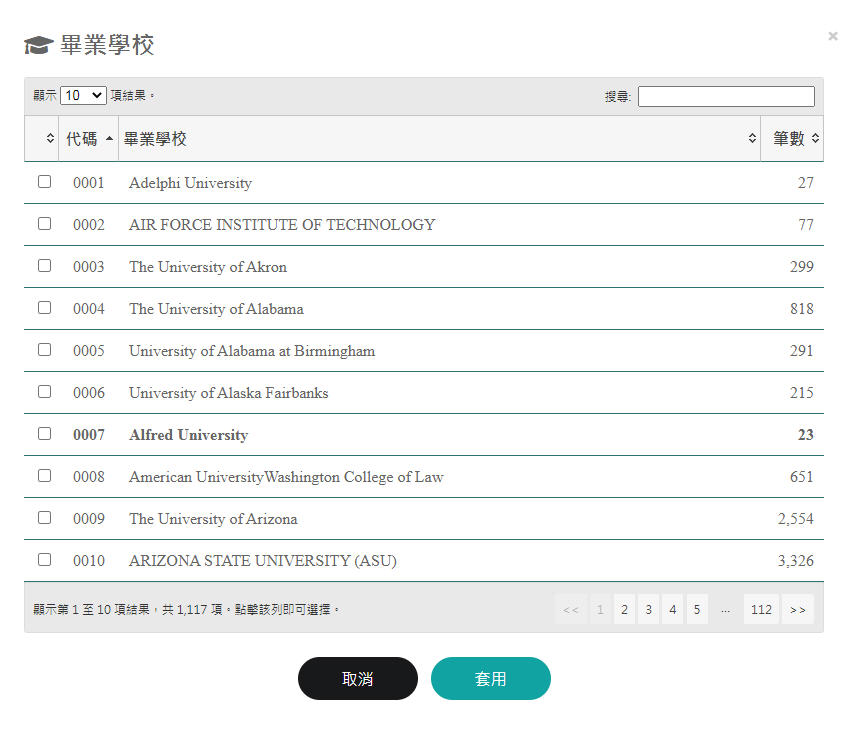 畢業學校
×
顯示 10 項結果。 搜尋:
代碼 畢業學校 筆數
0001 Adelphi University 27
0002 AIR FORCE INSTITUTE OF TECHNOLOGY 77
0003 The University of Akron 299
0004 The University of Alabama 818
0005 University of Alabama at Birmingham 291
0006 University of Alaska Fairbanks 215
0007 Alfred University 23
0008 American UniversityWashington College of Law 651
0009 The University of Arizona 2,554
0010 ARIZONA STATE UNIVERSITY (ASU) 3,326
顯示第 1 至 10 項結果，共 1,117 項。點擊該列即可選擇。 << 1 2 3 4 5 ... 112 >>
取消 套用